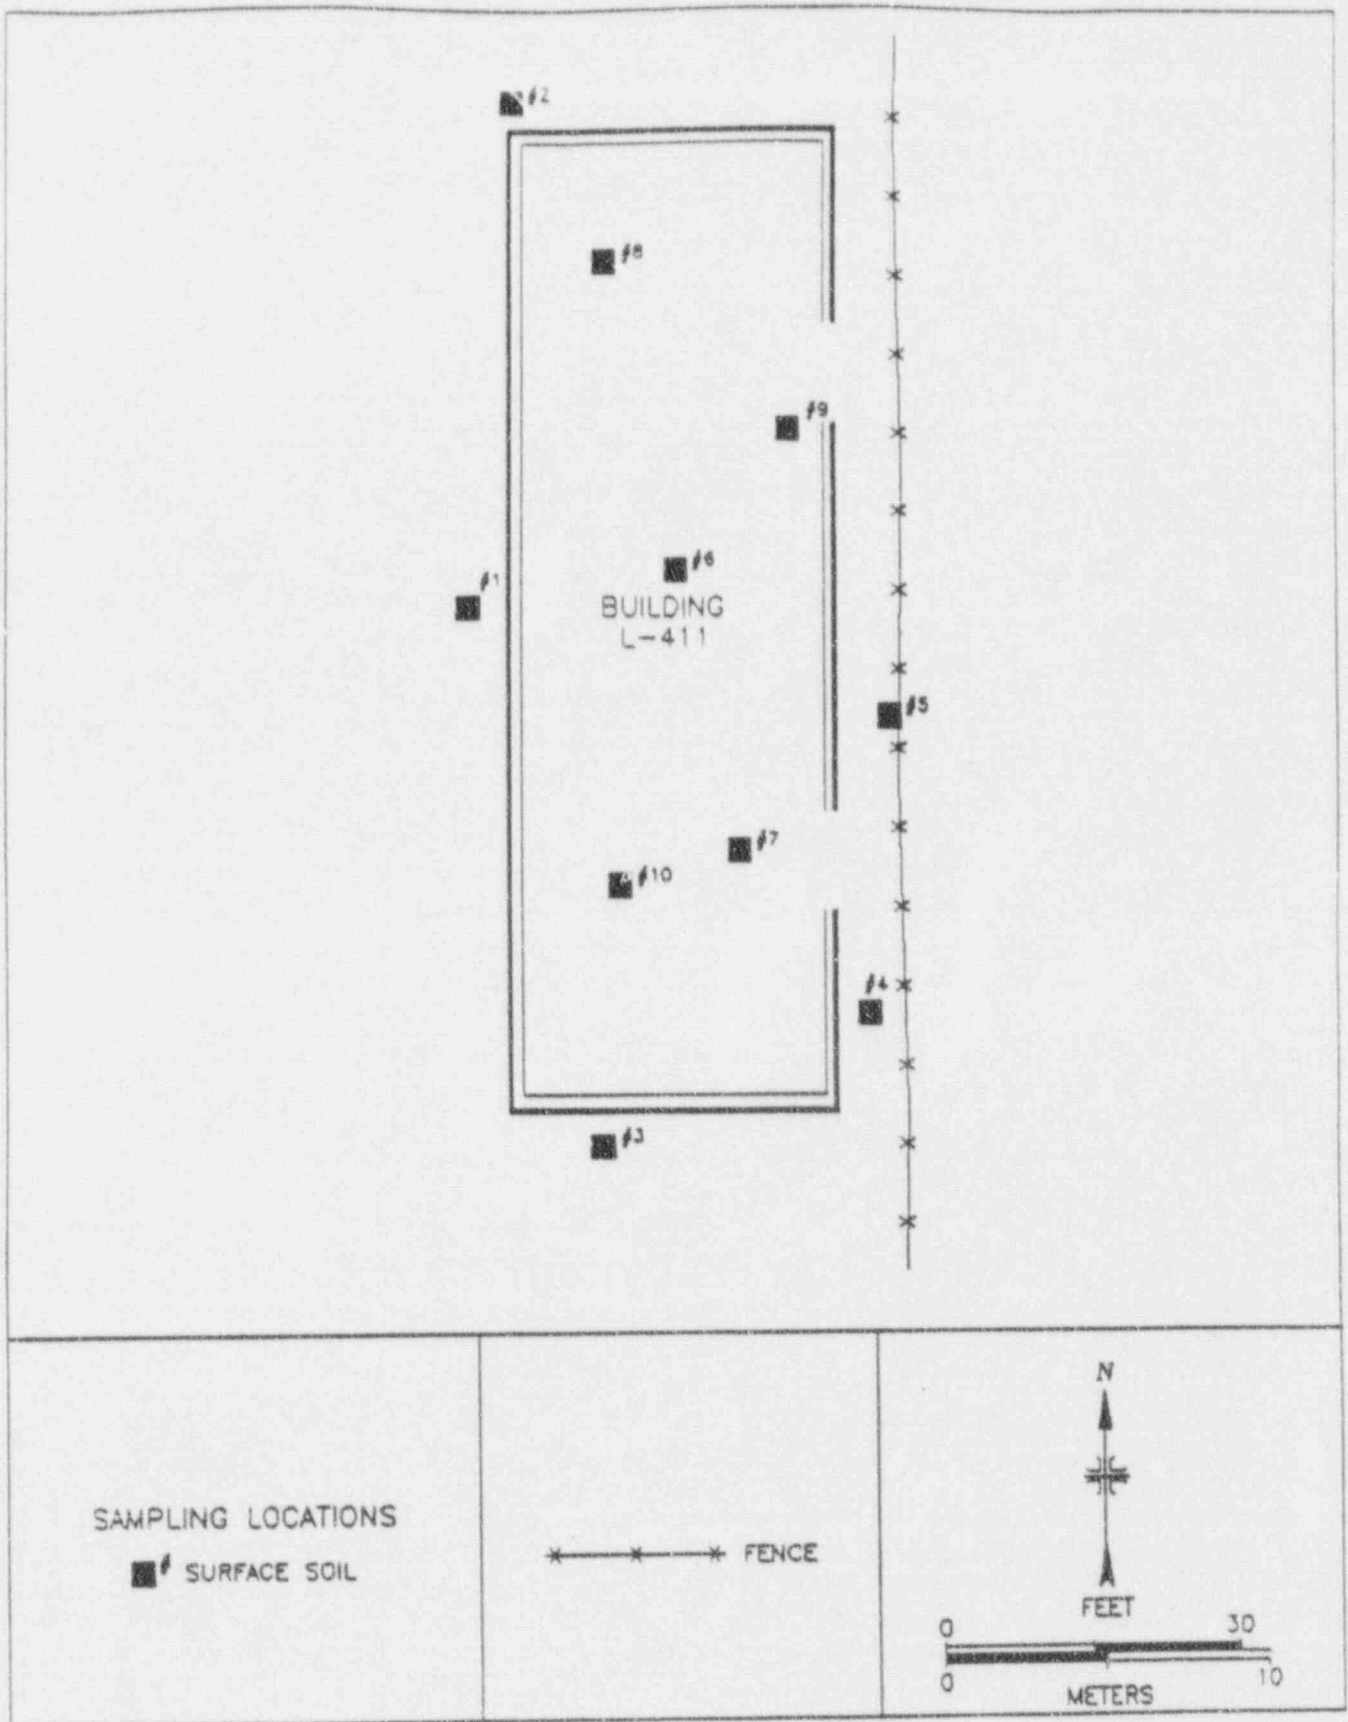 #2
#8
#9
#6
#1
BUILDING
L-411
#5
#7
#10
#4
#3
SAMPLING LOCATIONS
# SURFACE SOIL
FENCE
N
FEET
0 30
0 10
METERS